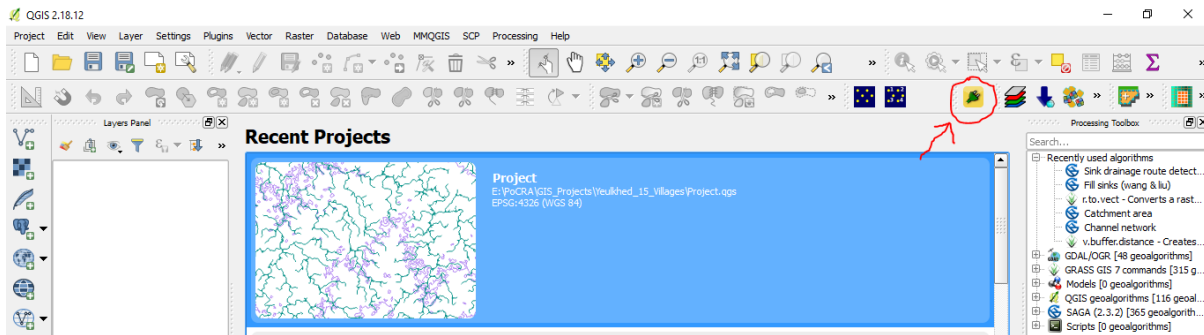 QGIS 2.18.12
Project Edit View Layer Settings Plugins Vector Raster Database Web MMQGIS SCP Processing Help
Layers Panel
Recent Projects
Project
E:\PoCRA\GIS_Projects\Yeulkhed_15_Villages\Project.qgs
EPSG:4326 (WGS 84)
Processing Toolbox
Search...
Recently used algorithms
Sink drainage route detect...
Fill sinks (wang & liu)
r.to.vect - Converts a rast...
Catchment area
Channel network
v.buffer.distance - Creates...
GDAL/OGR [48 geoalgorithms]
GRASS GIS 7 commands [315 g...
Models [0 geoalgorithms]
QGIS geoalgorithms [116 geoal...
SAGA (2.3.2) [365 geoalgorith...
Scripts [0 geoalgorithms]